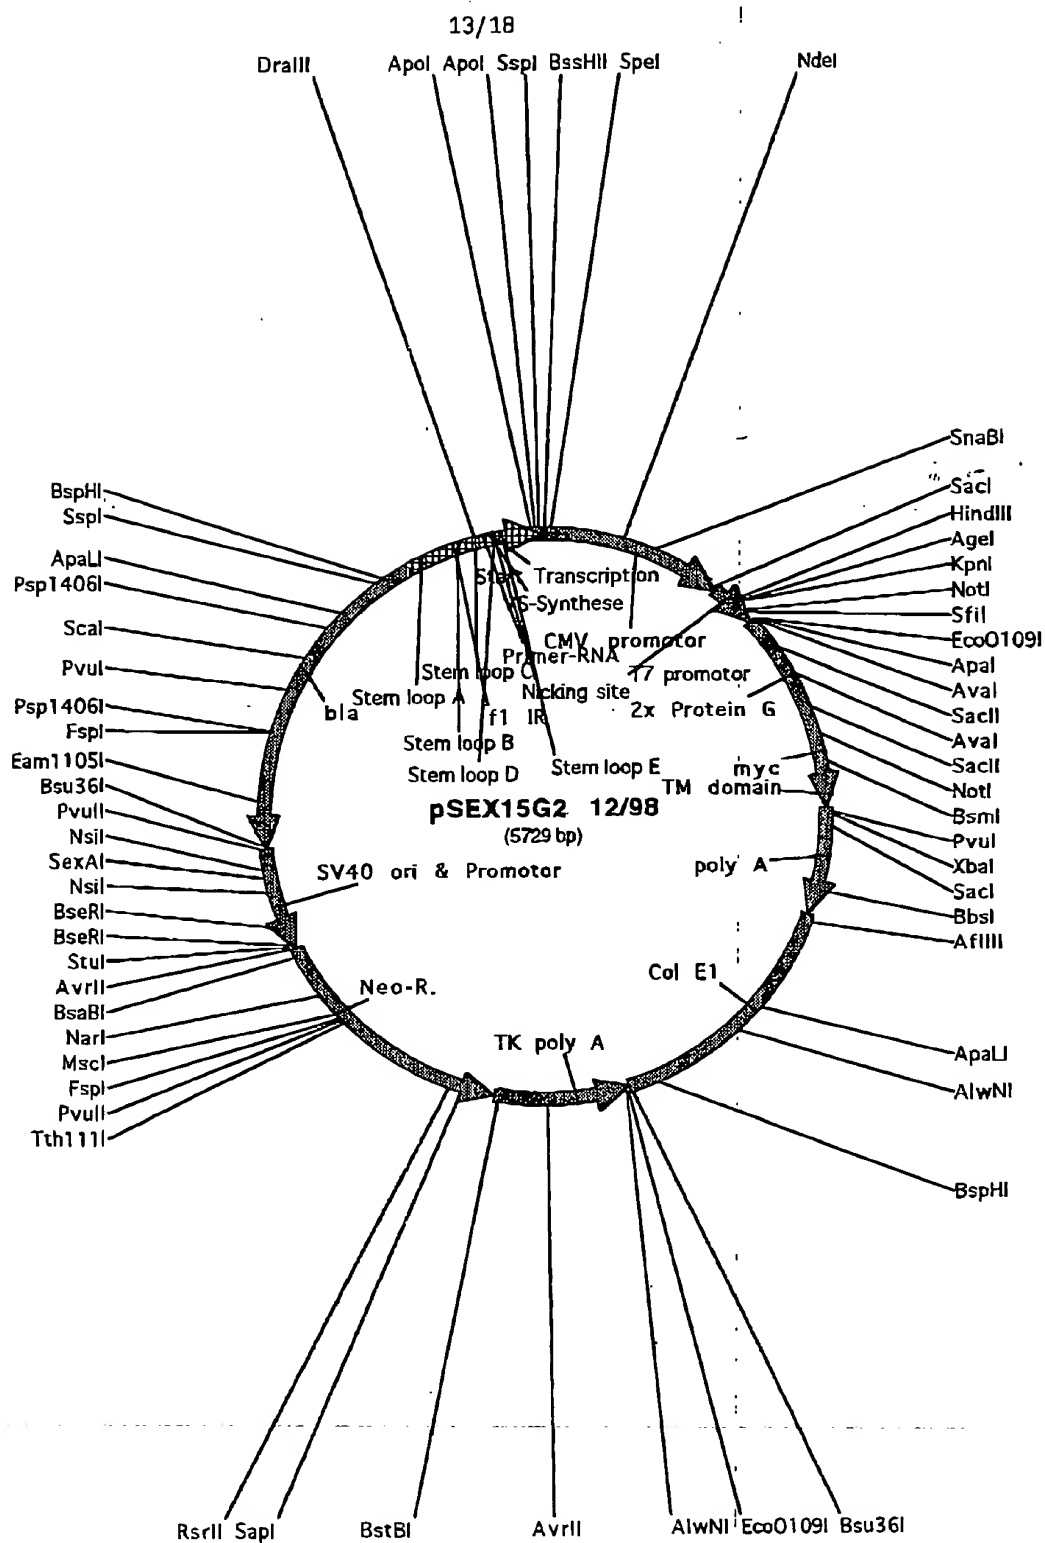 13/18
DraIII ApoI ApoI SspI BssHII SpeI NdeI
SnaBI
SacI
HindIII
AgeI
KpnI
NotI
SfiI
EcoO109I
ApaI
AvaI
SacII
AvaI
SacII
NotI
BsmI
PvuI
XbaI
SacI
BbsI
AflIII
ApaLI
AlwNI
BspHI
BspHI
SspI
ApaLI
Psp1406I
ScaI
PvuI
Psp1406I
FspI
Eam1105I
Bsu36I
PvuII
NsiI
SexAI
NsiI
BseRI
BseRI
StuI
AvrII
BsaBI
NarI
MscI
FspI
PvuII
Tth111I
Start Transcription
-Synthese
CMV promotor
Primer-RNA
Stem loop C
T7 promotor
Stem loop A
Nicking site
bla
f1 IR
2x Protein G
Stem loop B
Stem loop D
Stem loop E
myc
TM domain
pSEX15G2 12/98
(5729 bp)
SV40 ori & Promotor
poly A
Col E1
Neo-R.
TK poly A
RsrII SapI BstBI AvrII AlwNI EcoO109I Bsu36I